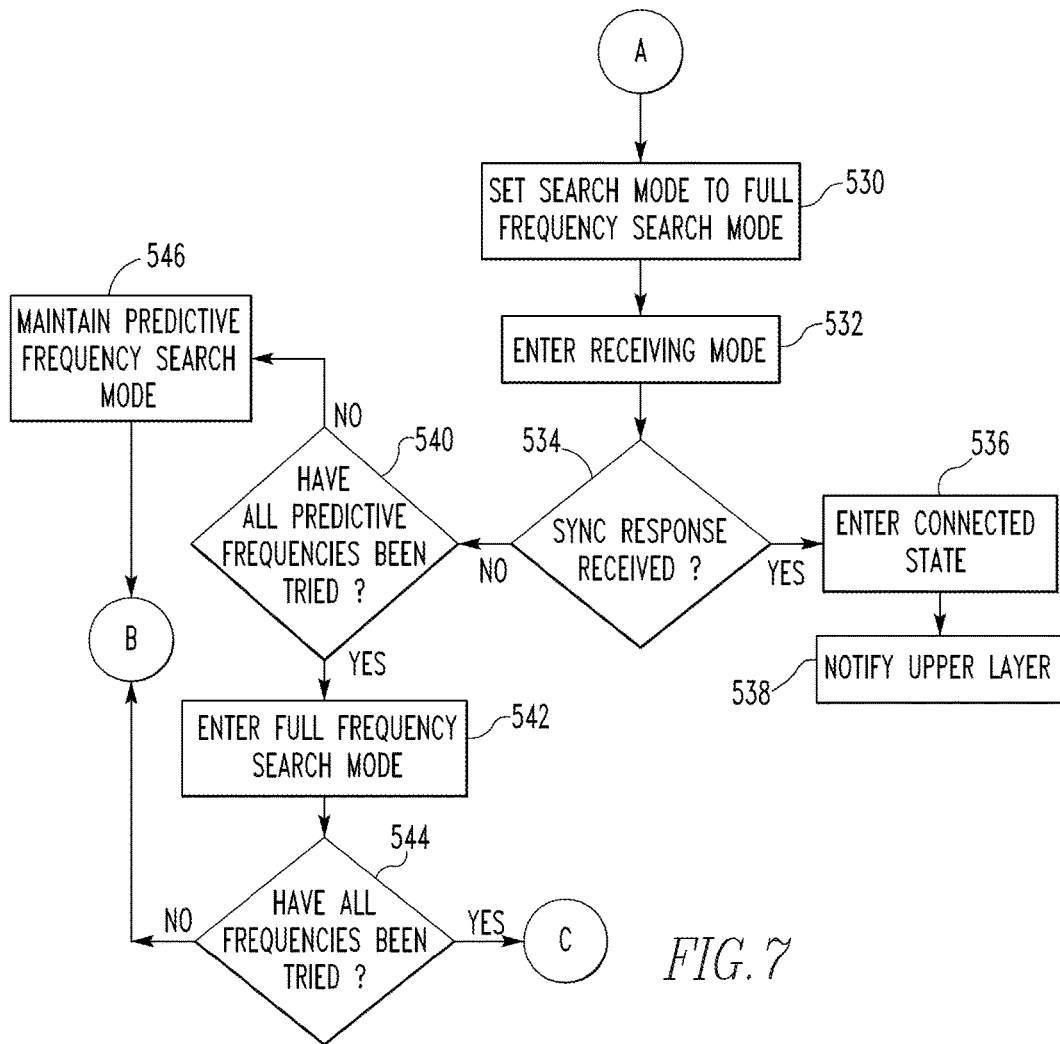 A
SET SEARCH MODE TO FULL
FREQUENCY SEARCH MODE
530
546
MAINTAIN PREDICTIVE
FREQUENCY SEARCH
MODE
ENTER RECEIVING MODE
532
NO
540
HAVE
ALL PREDICTIVE
FREQUENCIES BEEN
TRIED ?
534
SYNC RESPONSE
RECEIVED ?
NO
YES
536
ENTER CONNECTED
STATE
B
YES
538
NOTIFY UPPER LAYER
ENTER FULL FREQUENCY
SEARCH MODE
542
544
HAVE ALL
FREQUENCIES BEEN
TRIED ?
NO
YES
C
FIG. 7